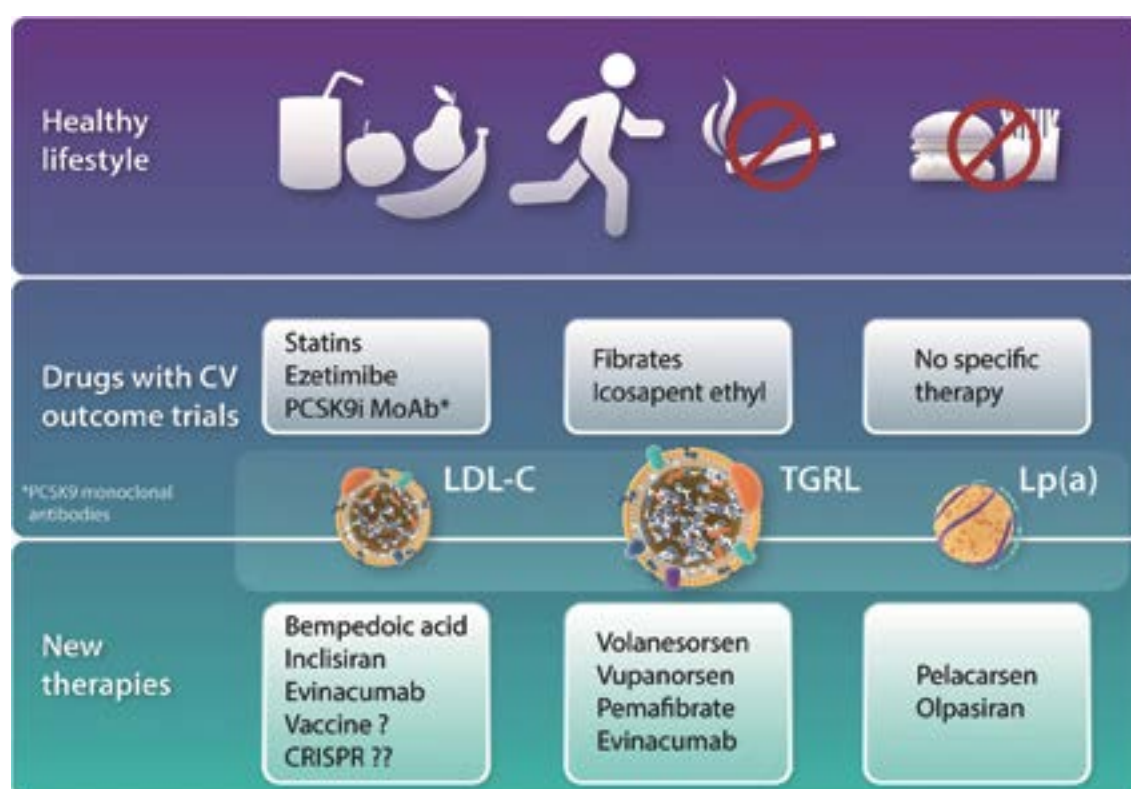 Healthy
lifestyle
Drugs with CV
outcome trials
*PCSK9 monoclonal
antibodies
Statins
Ezetimibe
PCSK9i MoAb*
Fibrates
Icosapent ethyl
No specific
therapy
LDL-C
TGRL
Lp(a)
New
therapies
Bempedoic acid
Inclisiran
Evinacumab
Vaccine ?
CRISPR ??
Volanesorsen
Vupanorsen
Pemafibrate
Evinacumab
Pelacarsen
Olpasiran